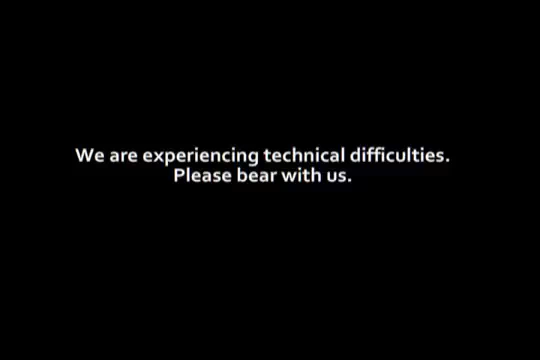 We are experiencing technical difficulties.
Please bear with us.